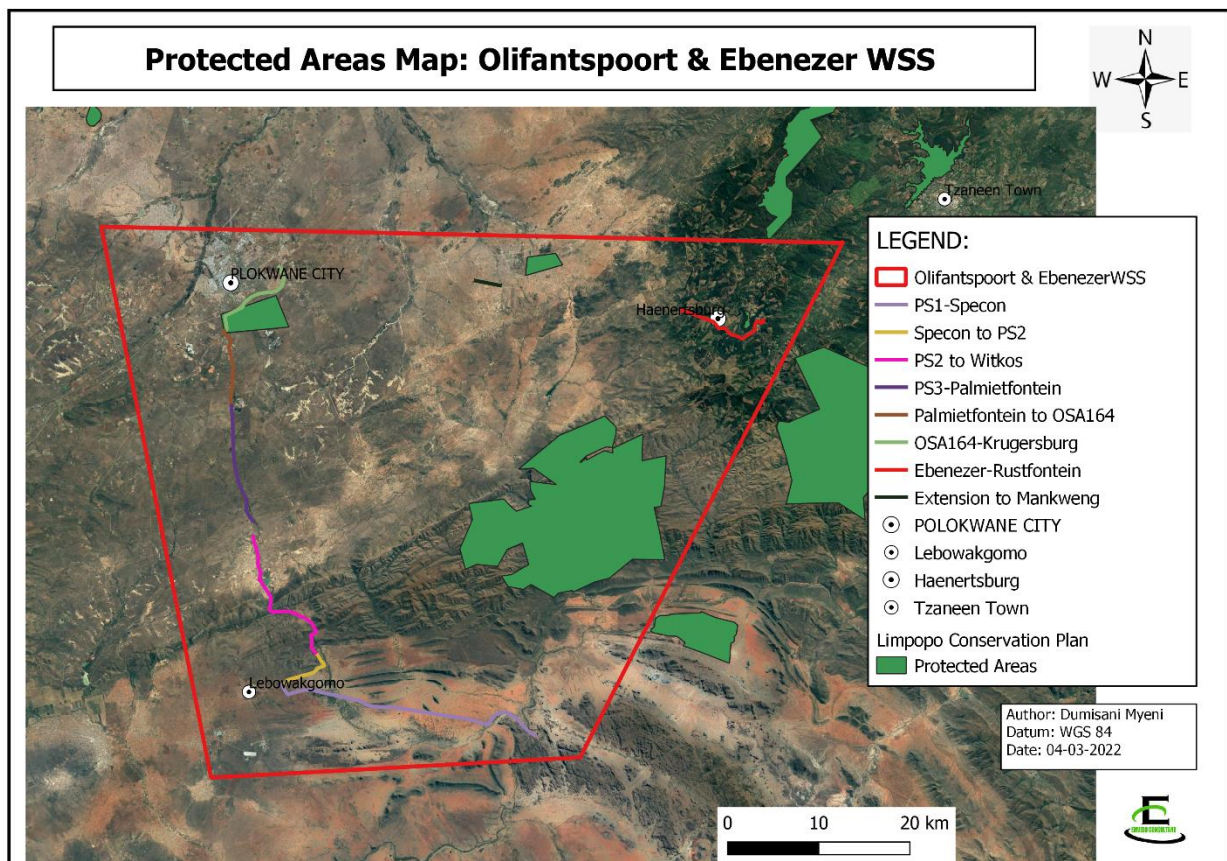 Protected Areas Map: Olifantspoort & Ebenezer WSS
N
W E
S
Tzaneen Town
PLOKWANE CITY
Haenertsburg
Lebowakgomo
LEGEND:
Olifantspoort & EbenezerWSS
PS1-Specon
Specon to PS2
PS2 to Witkos
PS3-Palmietfontein
Palmietfontein to OSA164
OSA164-Krugersburg
Ebenezer-Rustfontein
Extension to Mankweng
POLOKWANE CITY
Lebowakgomo
Haenertsburg
Tzaneen Town
Limpopo Conservation Plan
Protected Areas
Author: Dumisani Myeni
Datum: WGS 84
Date: 04-03-2022
0 10 20 km
E